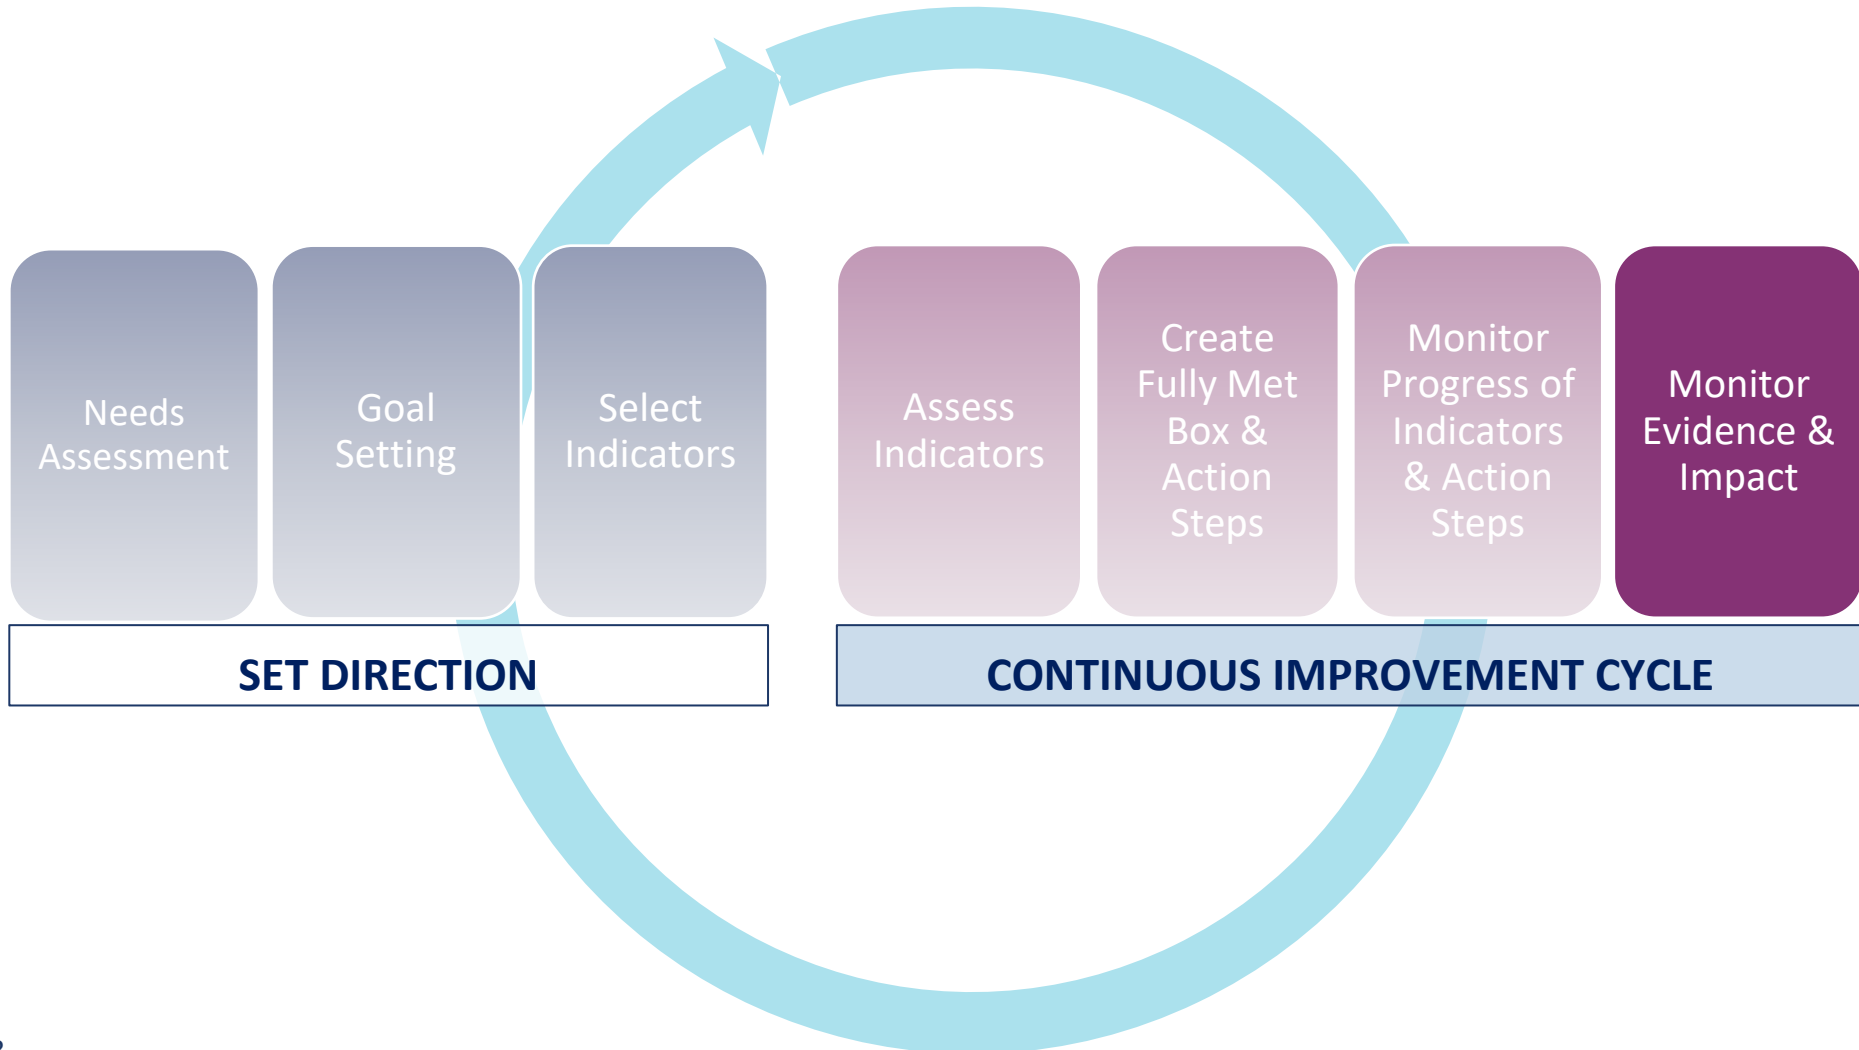 Needs
Assessment
Goal
Setting
Select
Indicators
Assess
Indicators
Create
Fully Met
Box &
Action
Steps
Monitor
Progress of
Indicators
& Action
Steps
Monitor
Evidence &
Impact
SET DIRECTION
CONTINUOUS IMPROVEMENT CYCLE